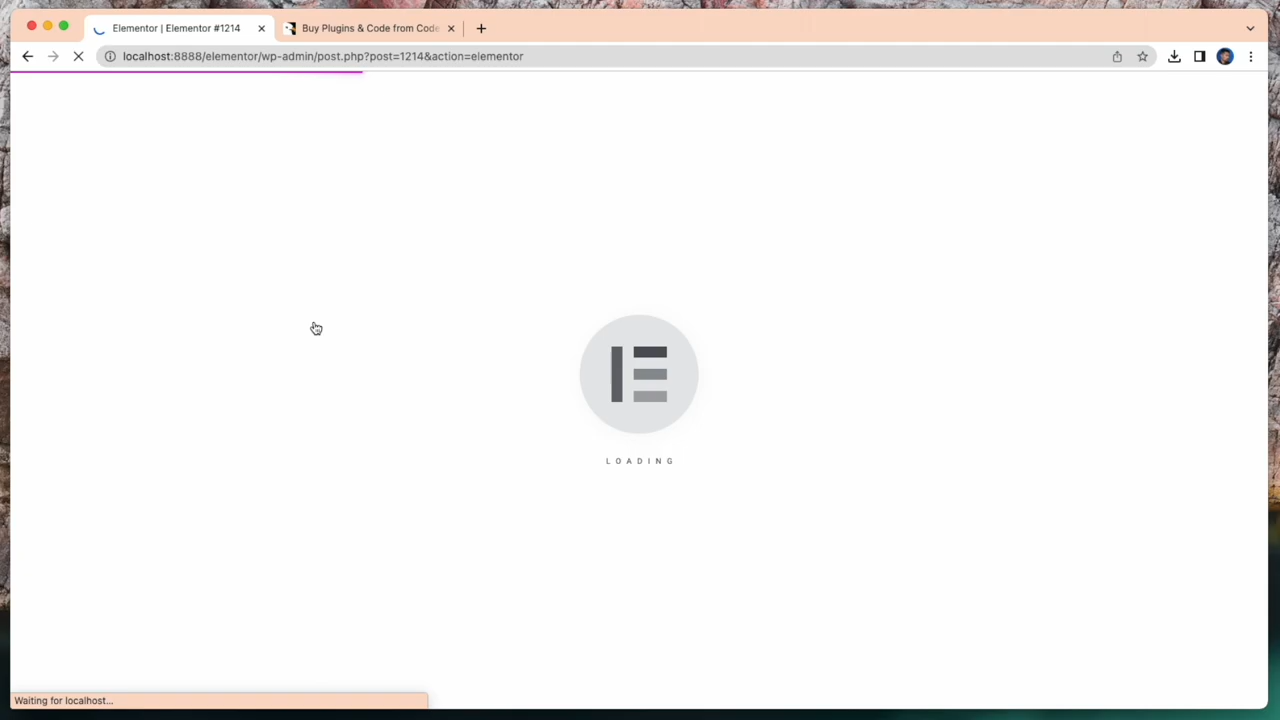 Elementor | Elementor #1214
Buy Plugins & Code from Code
localhost:8888/elementor/wp-admin/post.php?post=1214&action=elementor
LOADING
Waiting for localhost...